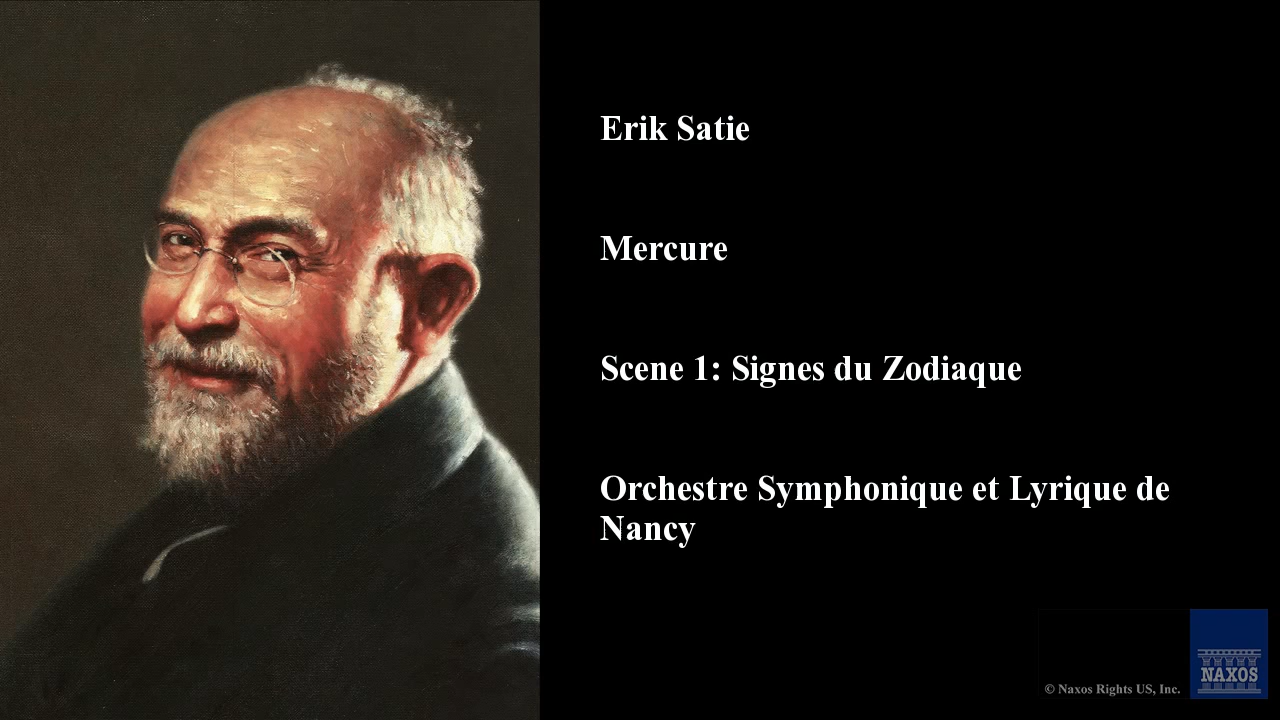 Erik Satie
Mercure
Scene 1: Signes du Zodiaque
Orchestre Symphonique et Lyrique de
Nancy
© Naxos Rights US, Inc.
NAXOS